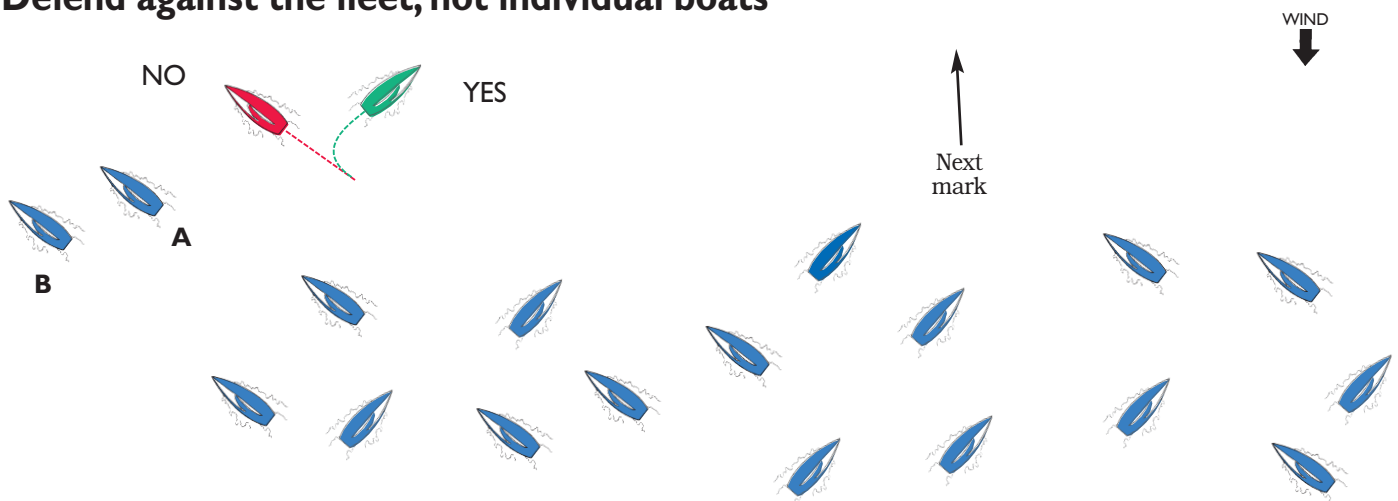 Defend against the fleet, not individual boats
WIND
NO
YES
Next
mark
A
B